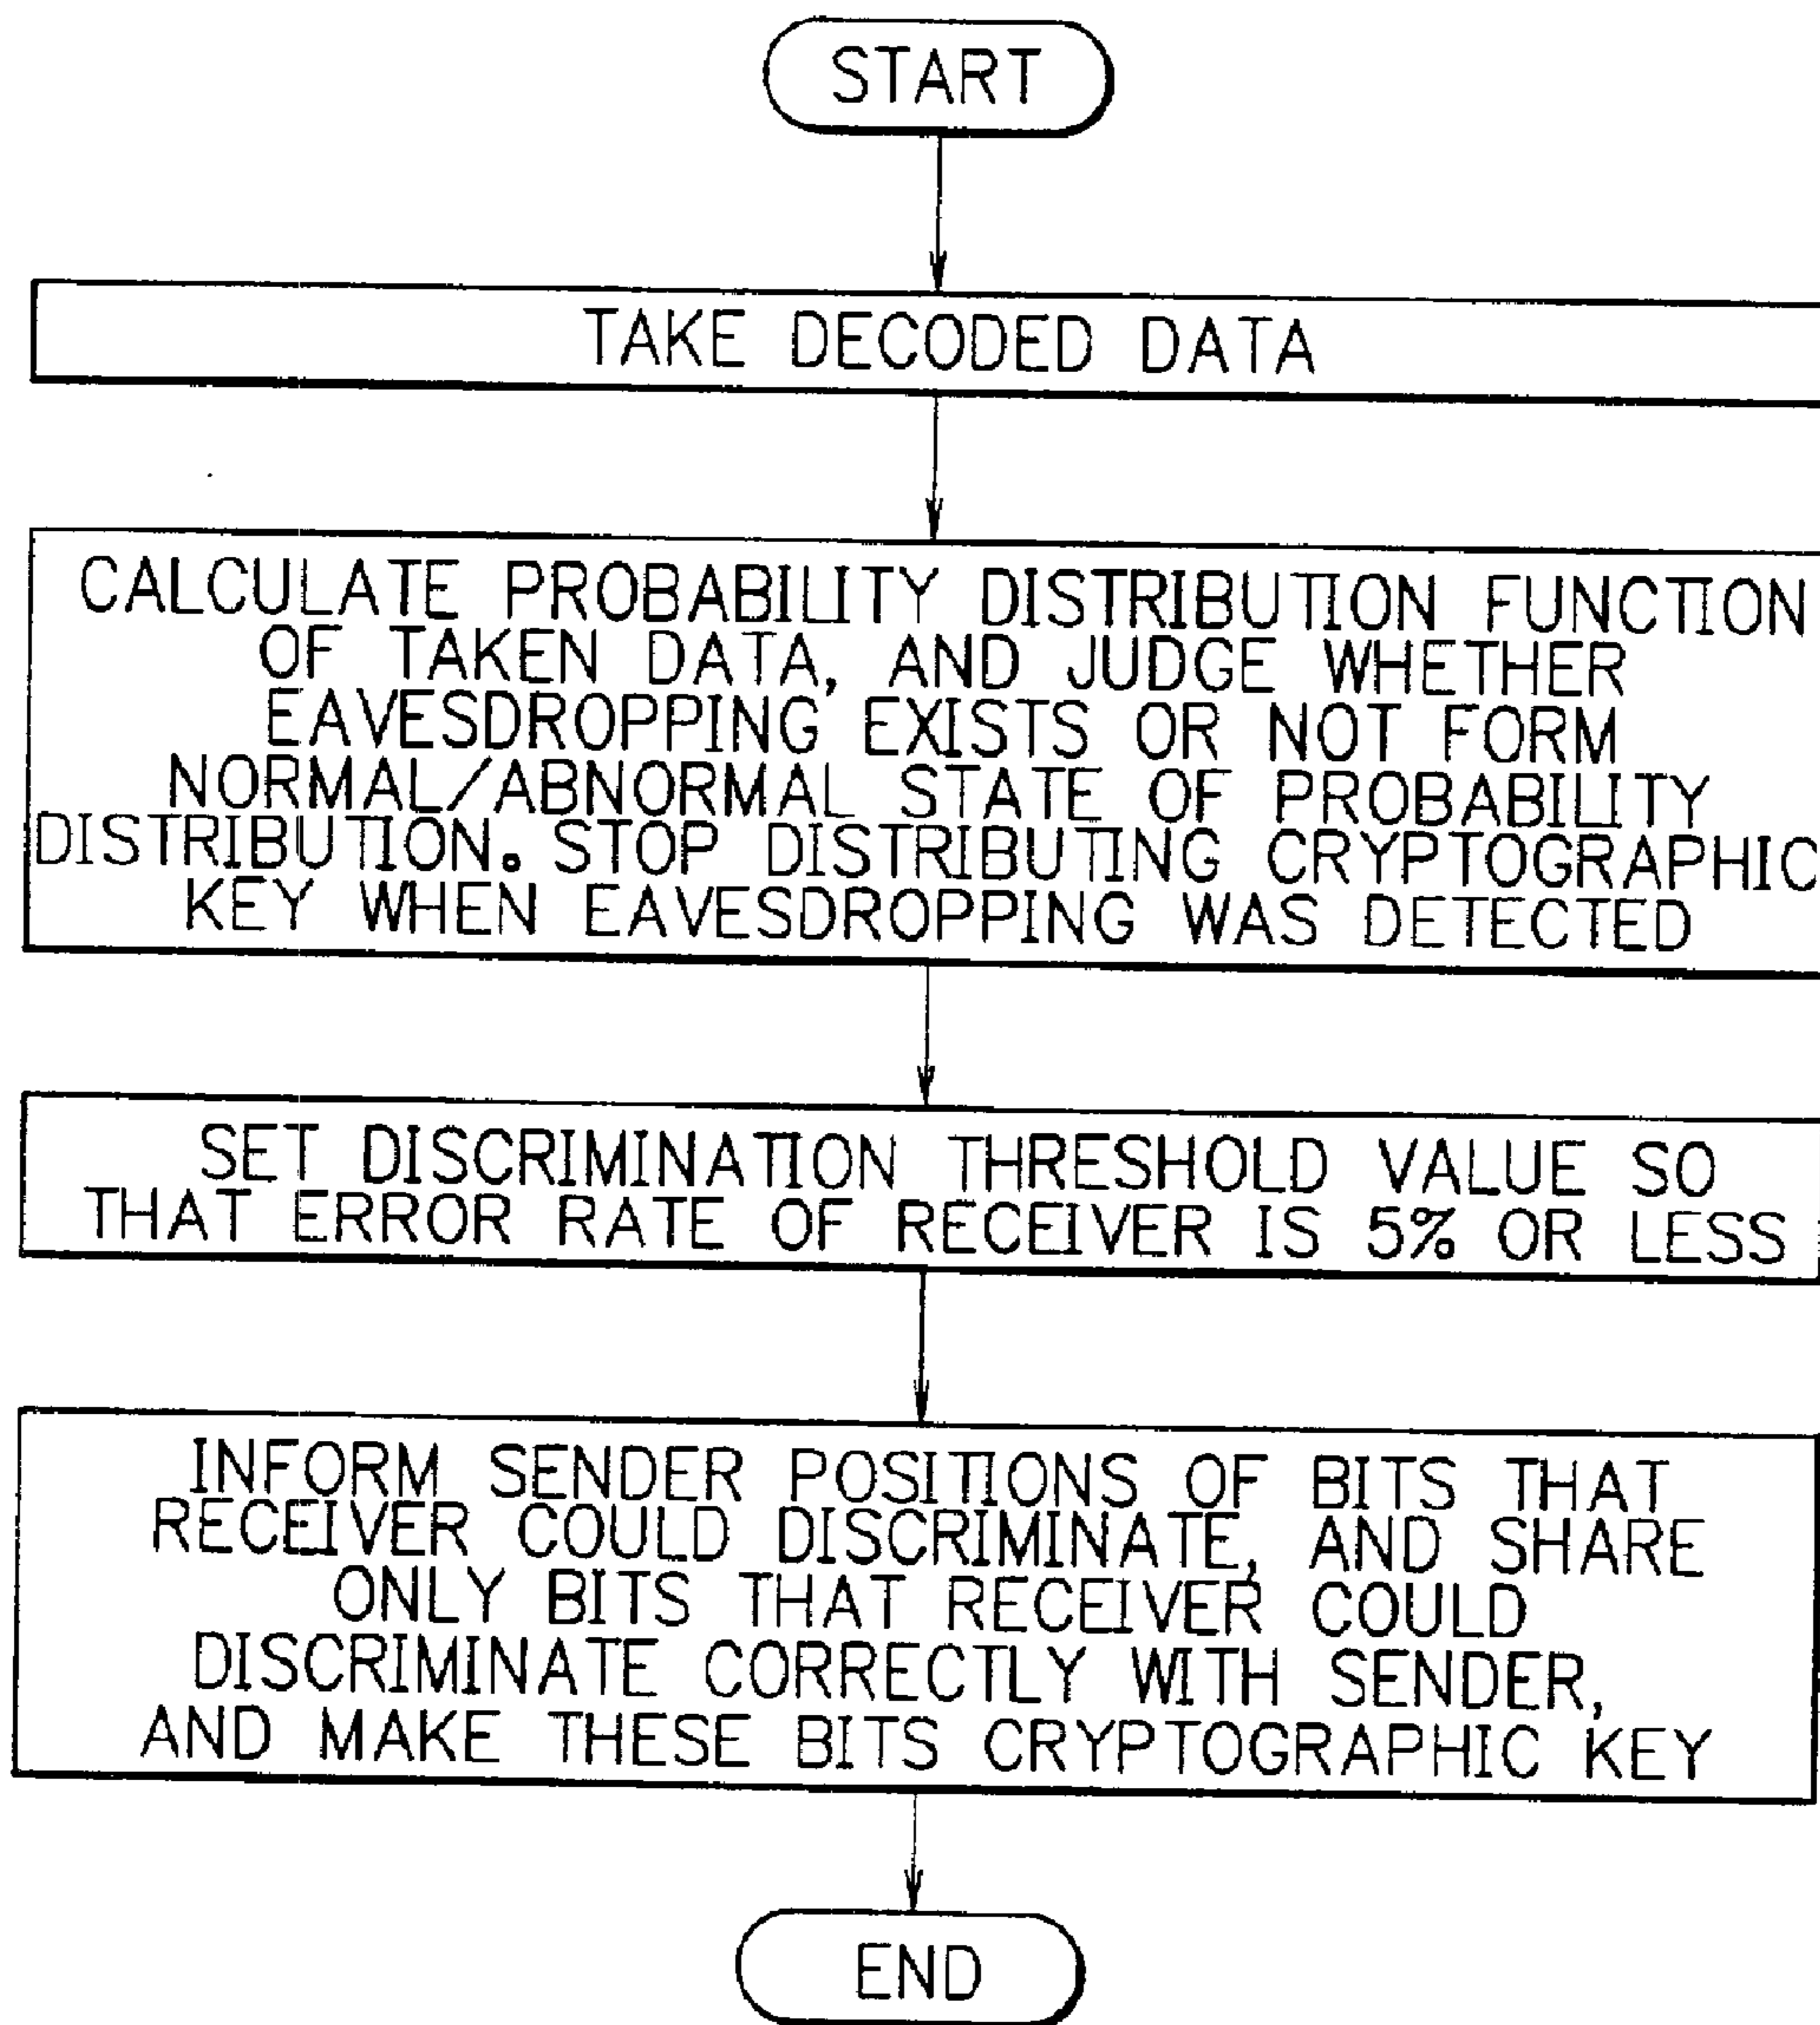 START
TAKE DECODED DATA
CALCULATE PROBABILITY DISTRIBUTION FUNCTION
OF TAKEN DATA, AND JUDGE WHETHER
EAVESDROPPING EXISTS OR NOT FORM
NORMAL/ABNORMAL STATE OF PROBABILITY
DISTRIBUTION. STOP DISTRIBUTING CRYPTOGRAPHIC
KEY WHEN EAVESDROPPING WAS DETECTED
SET DISCRIMINATION THRESHOLD VALUE SO
THAT ERROR RATE OF RECEIVER IS 5% OR LESS
INFORM SENDER POSITIONS OF BITS THAT
RECEIVER COULD DISCRIMINATE, AND SHARE
ONLY BITS THAT RECEIVER COULD
DISCRIMINATE CORRECTLY WITH SENDER,
AND MAKE THESE BITS CRYPTOGRAPHIC KEY
END